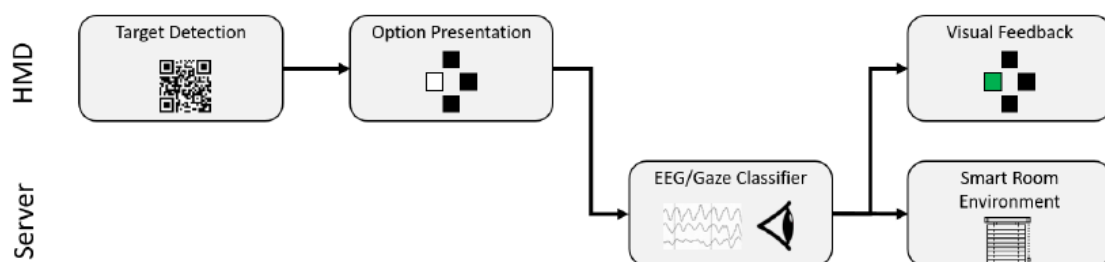 HMD
Target Detection
Option Presentation
Visual Feedback
Server
EEG/Gaze Classifier
Smart Room
Environment